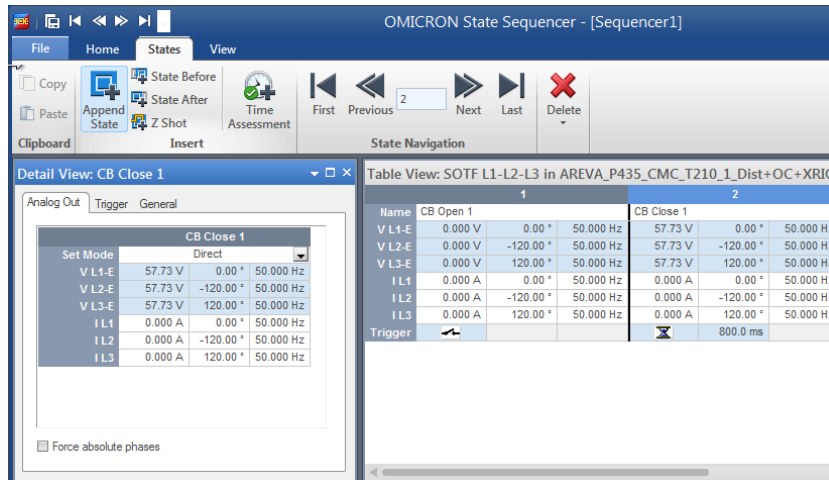 OMICRON State Sequencer - [Sequencer1]
File Home States View
Copy
Paste
Clipboard
Append State
State Before
State After
Z Shot
Insert
Time Assessment
First Previous 2 Next Last
State Navigation
Delete
Detail View: CB Close 1
Analog Out Trigger General
CB Close 1
Set Mode Direct
V L1-E 57.73 V 0.00 ° 50.000 Hz
V L2-E 57.73 V -120.00 ° 50.000 Hz
V L3-E 57.73 V 120.00 ° 50.000 Hz
I L1 0.000 A 0.00 ° 50.000 Hz
I L2 0.000 A -120.00 ° 50.000 Hz
I L3 0.000 A 120.00 ° 50.000 Hz
Force absolute phases
Table View: SOTF L1-L2-L3 in AREVA_P435_CMC_T210_1_Dist+OC+XRIO
1 2
Name CB Open 1 CB Close 1
V L1-E 0.000 V 0.00 ° 50.000 Hz 57.73 V 0.00 ° 50.000 H
V L2-E 0.000 V -120.00 ° 50.000 Hz 57.73 V -120.00 ° 50.000 H
V L3-E 0.000 V 120.00 ° 50.000 Hz 57.73 V 120.00 ° 50.000 H
I L1 0.000 A 0.00 ° 50.000 Hz 0.000 A 0.00 ° 50.000 H
I L2 0.000 A -120.00 ° 50.000 Hz 0.000 A -120.00 ° 50.000 H
I L3 0.000 A 120.00 ° 50.000 Hz 0.000 A 120.00 ° 50.000 H
Trigger 800.0 ms